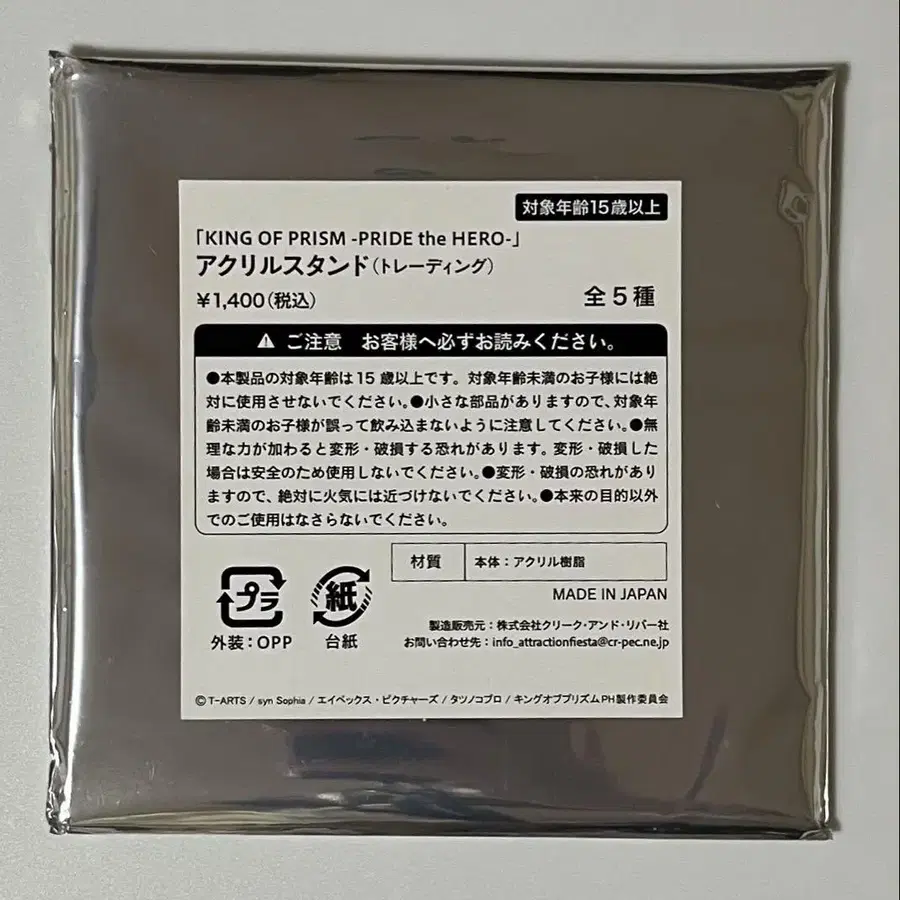 対象年齢15歳以上
「KING OF PRISM -PRIDE the HERO-」
アクリルスタンド(トレーディング)
¥1,400(税込)
全5種
ご注意 お客様へ必ずお読みください。
●本製品の対象年齢は15歳以上です。対象年齢未満のお子様には絶
対に使用させないでください。●小さな部品がありますので、対象年
齢未満のお子様が誤って飲み込まないように注意してください。●無
理な力が加わると変形・破損する恐れがあります。変形・破損した
場合は安全のため使用しないでください。●変形・破損の恐れがあり
ますので、絶対に火気には近づけないでください。●本来の目的以外
でのご使用はなさらないでください。
材質 本体:アクリル樹脂
MADE IN JAPAN
プラ
外装:OPP
紙
台紙
製造販売元:株式会社クリーク・アンド・リバー社
お問い合わせ先:info_attractionfiesta@cr-pec.ne.jp
©T-ARTS / syn Sophia / エイベックス・ピクチャーズ / タツノコプロ / キングオブプリズムPH製作委員会